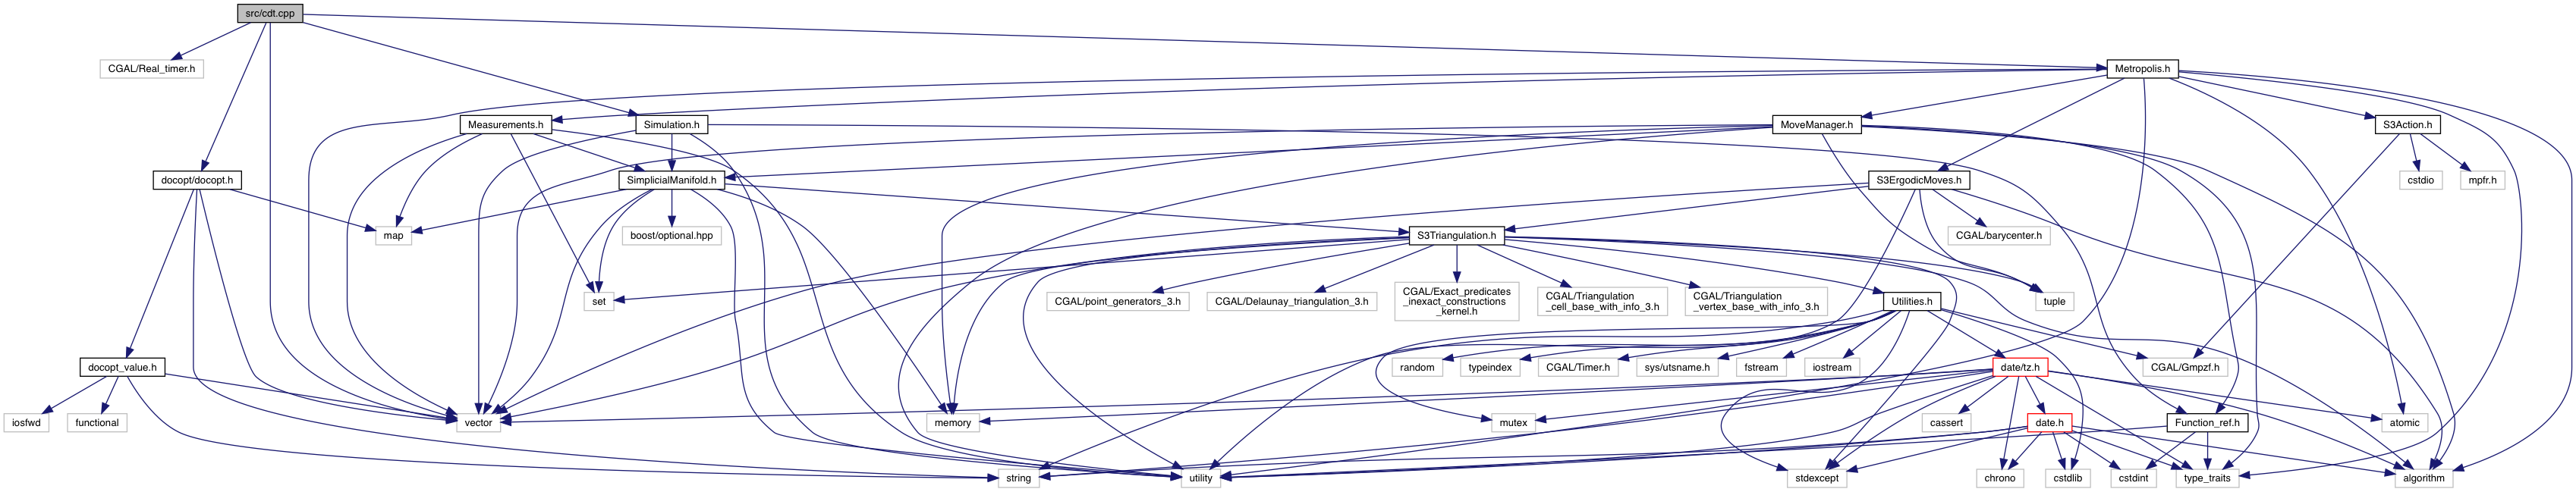 src/cdt.cpp
CGAL/Real_timer.h
Metropolis.h
Measurements.h
Simulation.h
MoveManager.h
S3Action.h
docopt/docopt.h
SimplicialManifold.h
S3ErgodicMoves.h
cstdio
mpfr.h
map
boost/optional.hpp
S3Triangulation.h
CGAL/barycenter.h
set
CGAL/point_generators_3.h
CGAL/Delaunay_triangulation_3.h
CGAL/Exact_predicates
_inexact_constructions
_kernel.h
CGAL/Triangulation
_cell_base_with_info_3.h
CGAL/Triangulation
_vertex_base_with_info_3.h
Utilities.h
tuple
docopt_value.h
random
typeindex
CGAL/Timer.h
sys/utsname.h
fstream
iostream
date/tz.h
CGAL/Gmpzf.h
iosfwd
functional
vector
memory
mutex
cassert
date.h
Function_ref.h
atomic
string
utility
stdexcept
chrono
cstdlib
cstdint
type_traits
algorithm